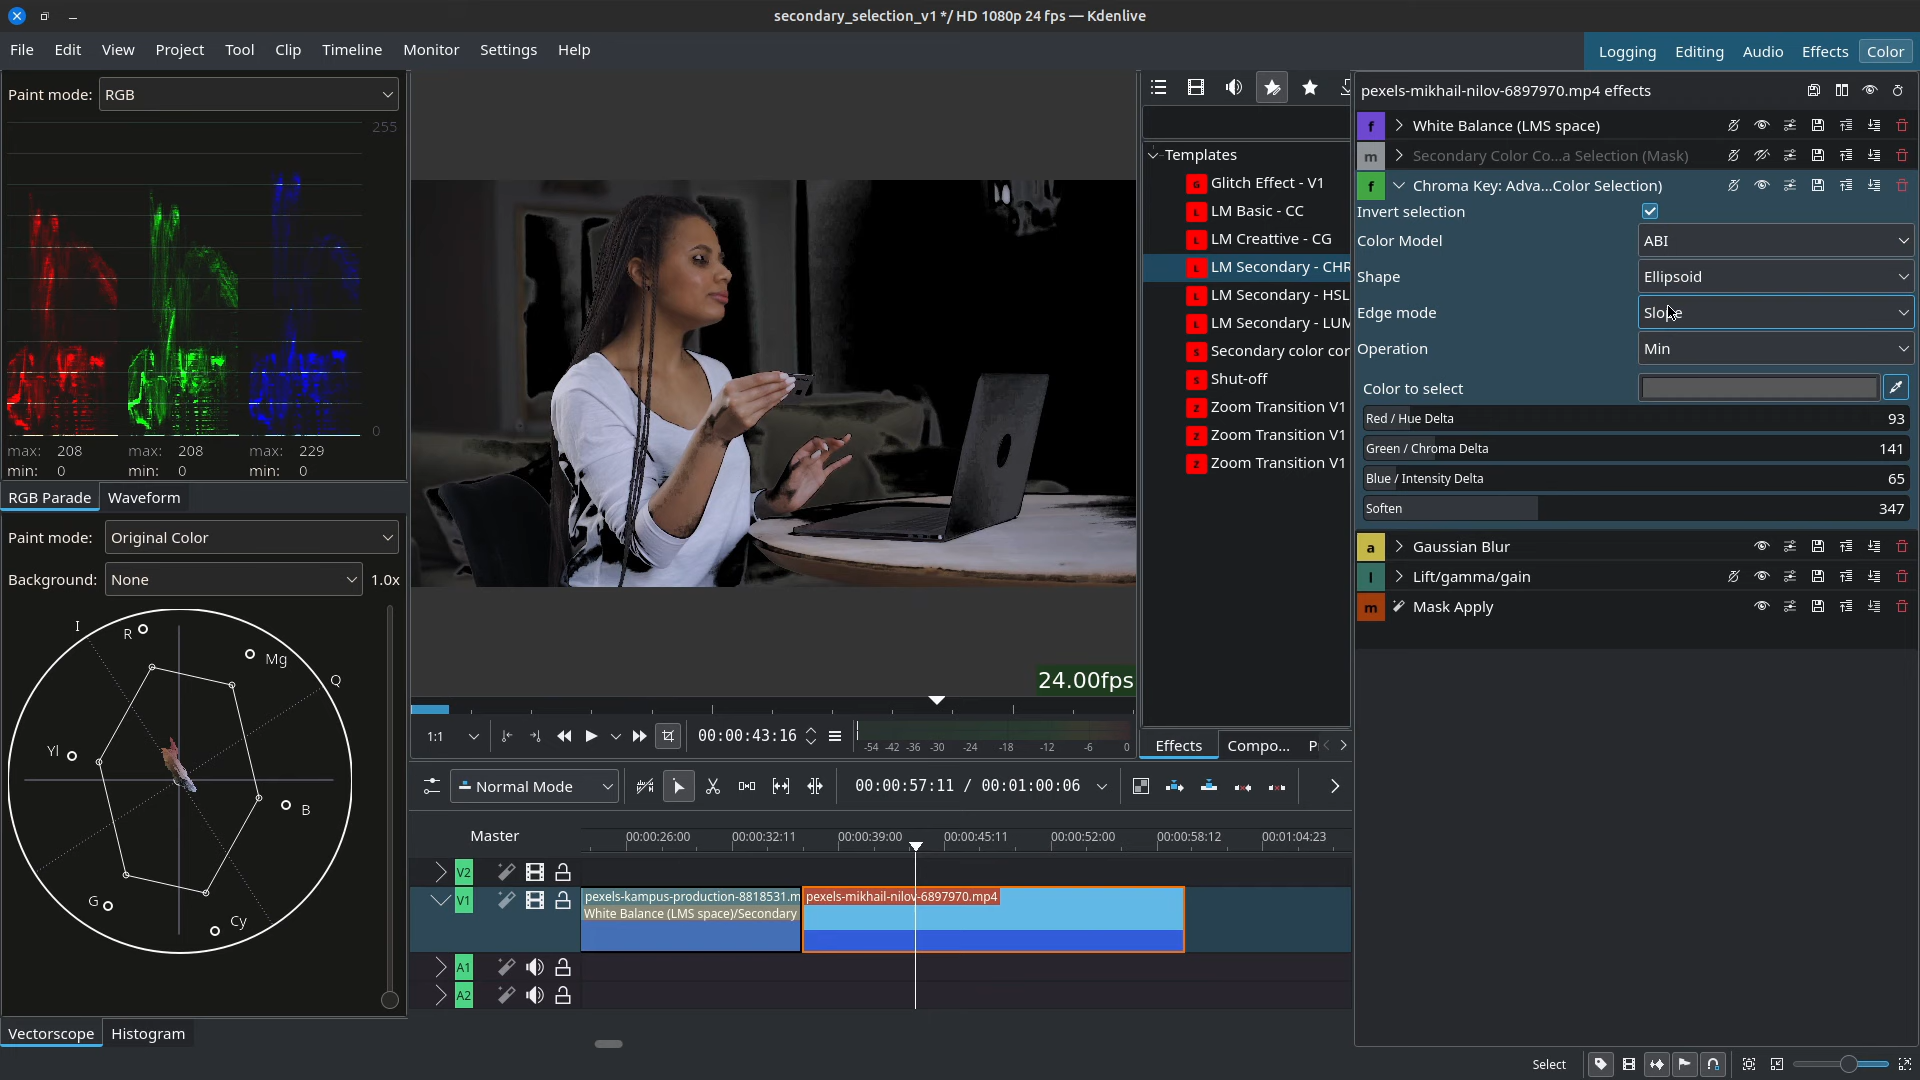 secondary_selection_v1 */ HD 1080p 24 fps — Kdenlive
File Edit View Project Tool Clip Timeline Monitor Settings Help
Logging Editing Audio Effects Color
Paint mode: RGB
255
0
max: 208 max: 208 max: 229
min: 0 min: 0 min: 0
RGB Parade Waveform
Paint mode: Original Color
Background: None 1.0x
I
R
Mg
Q
Yl
B
G
Cy
Vectorscope Histogram
24.00fps
1:1 00:00:43:16
-54 -42 -36 -30 -24 -18 -12 -6 0
Templates
G Glitch Effect - V1
L LM Basic - CC
L LM Creattive - CG
L LM Secondary - CHR
L LM Secondary - HSL
L LM Secondary - LUM
S Secondary color cor
S Shut-off
Z Zoom Transition V1
Z Zoom Transition V1
Z Zoom Transition V1
Effects Compo... P
pexels-mikhail-nilov-6897970.mp4 effects
f White Balance (LMS space)
m Secondary Color Co...a Selection (Mask)
f Chroma Key: Adva...Color Selection)
Invert selection
Color Model ABI
Shape Ellipsoid
Edge mode Slope
Operation Min
Color to select
Red / Hue Delta 93
Green / Chroma Delta 141
Blue / Intensity Delta 65
Soften 347
a Gaussian Blur
l Lift/gamma/gain
m Mask Apply
Normal Mode 00:00:57:11 / 00:01:00:06
Master
00:00:26:00 00:00:32:11 00:00:39:00 00:00:45:11 00:00:52:00 00:00:58:12 00:01:04:23
V2
V1
pexels-kampus-production-8818531.m
White Balance (LMS space)/Secondary
pexels-mikhail-nilov-6897970.mp4
A1
A2
Select